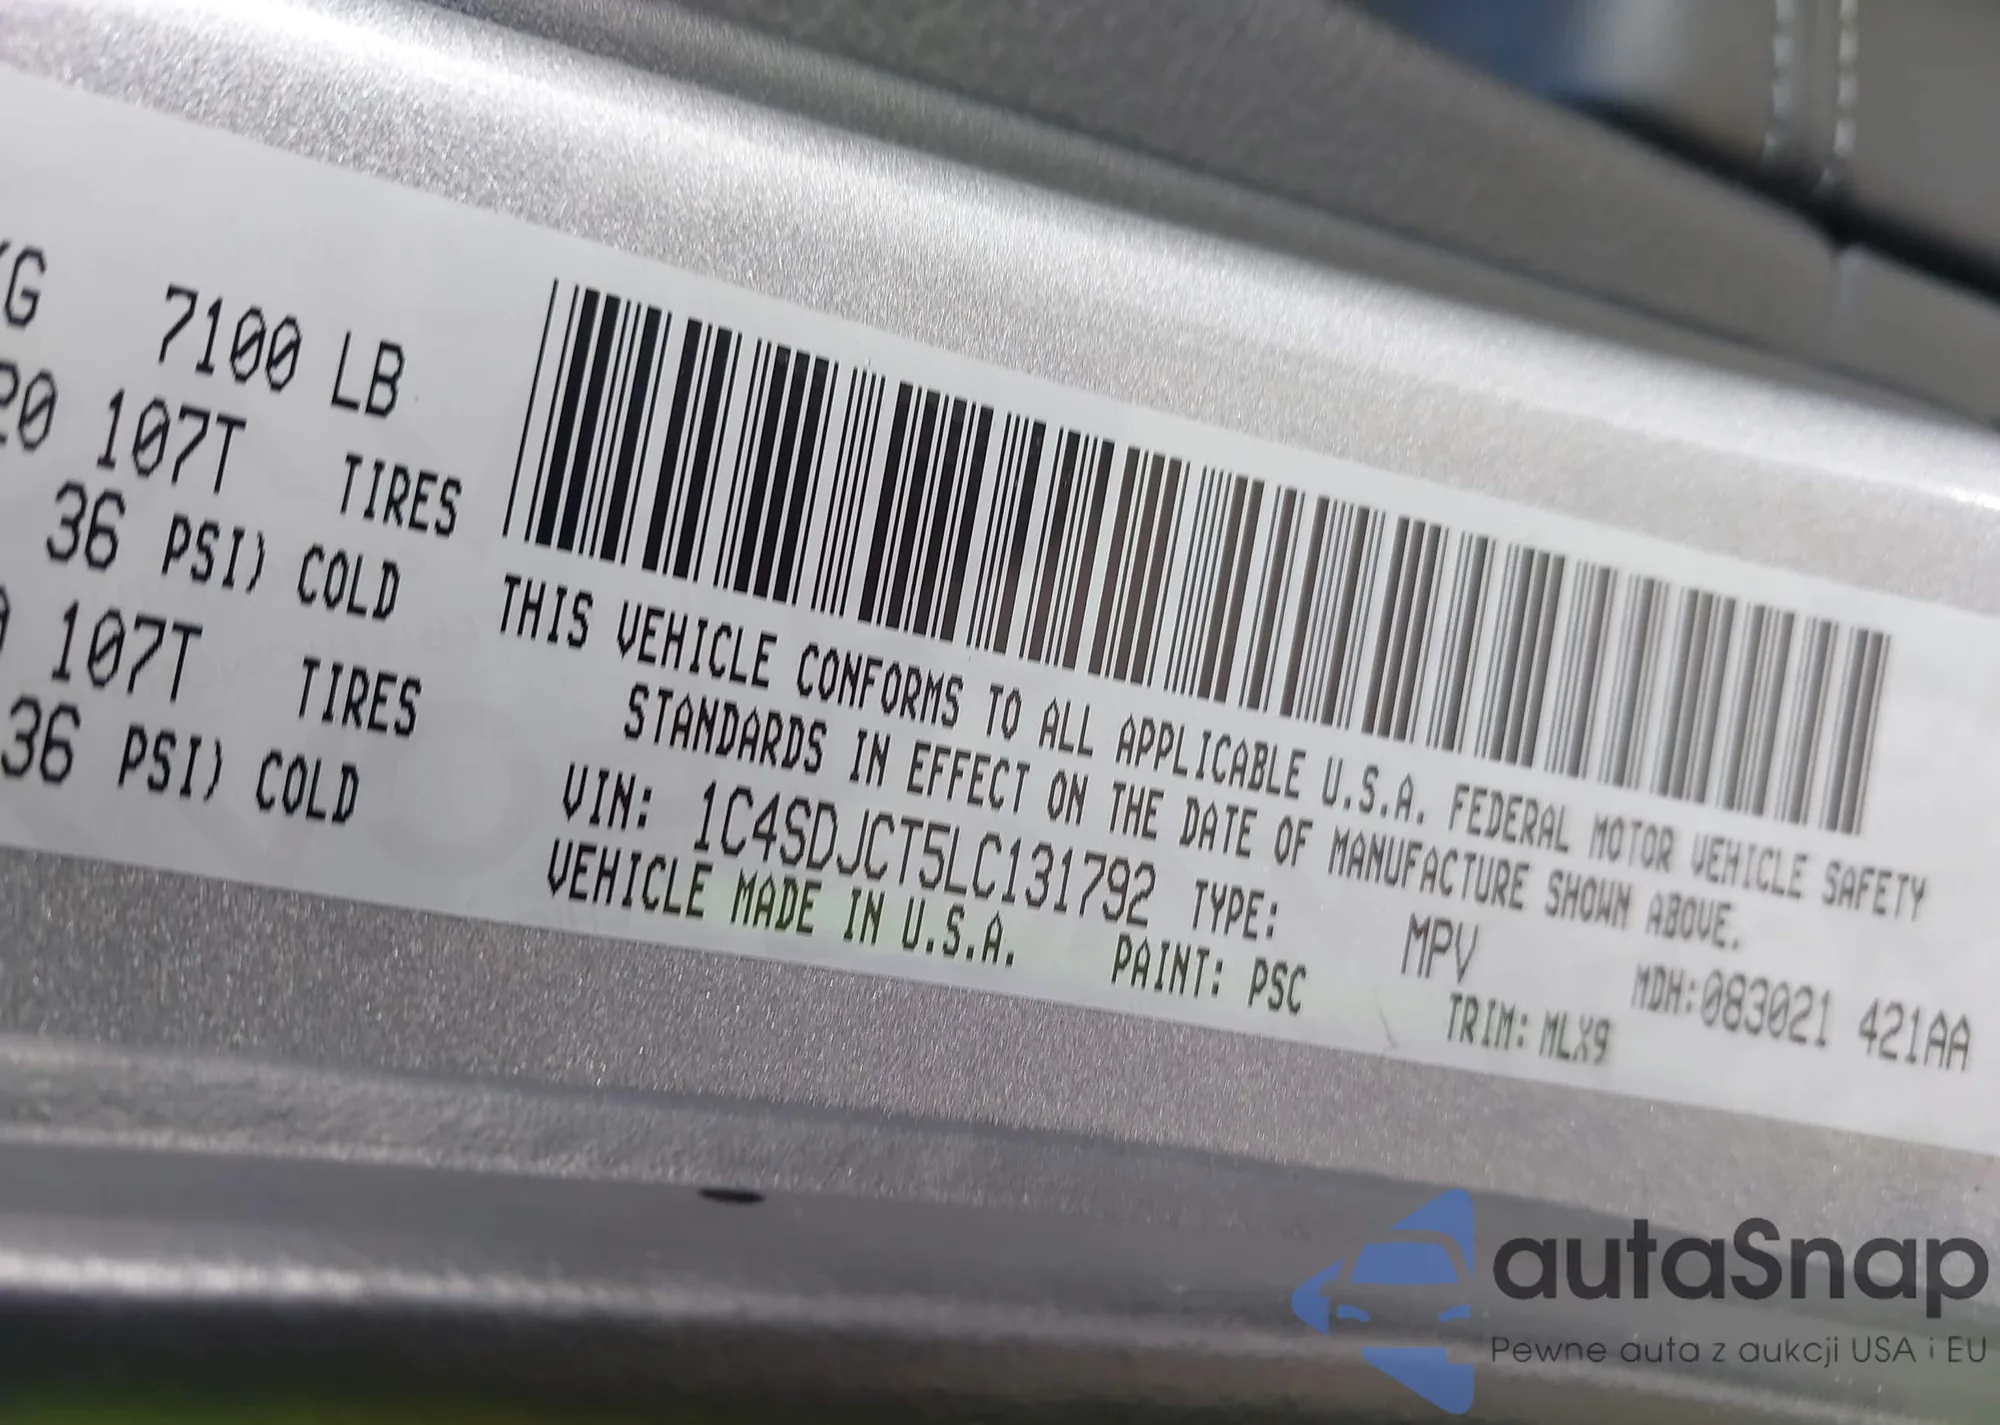 7100 LB
107T TIRES
36 PSI) COLD
107T TIRES
36 PSI) COLD
THIS VEHICLE CONFORMS TO ALL APPLICABLE U.S.A. FEDERAL MOTOR VEHICLE SAFETY
STANDARDS IN EFFECT ON THE DATE OF MANUFACTURE SHOWN ABOVE.
VIN: 1C4SDJCT5LC131792 TYPE: MPV MDH:083021 421AA
VEHICLE MADE IN U.S.A. PAINT: PSC TRIM: MLX9
autaSnap
Pewne auta z aukcji USA i EU